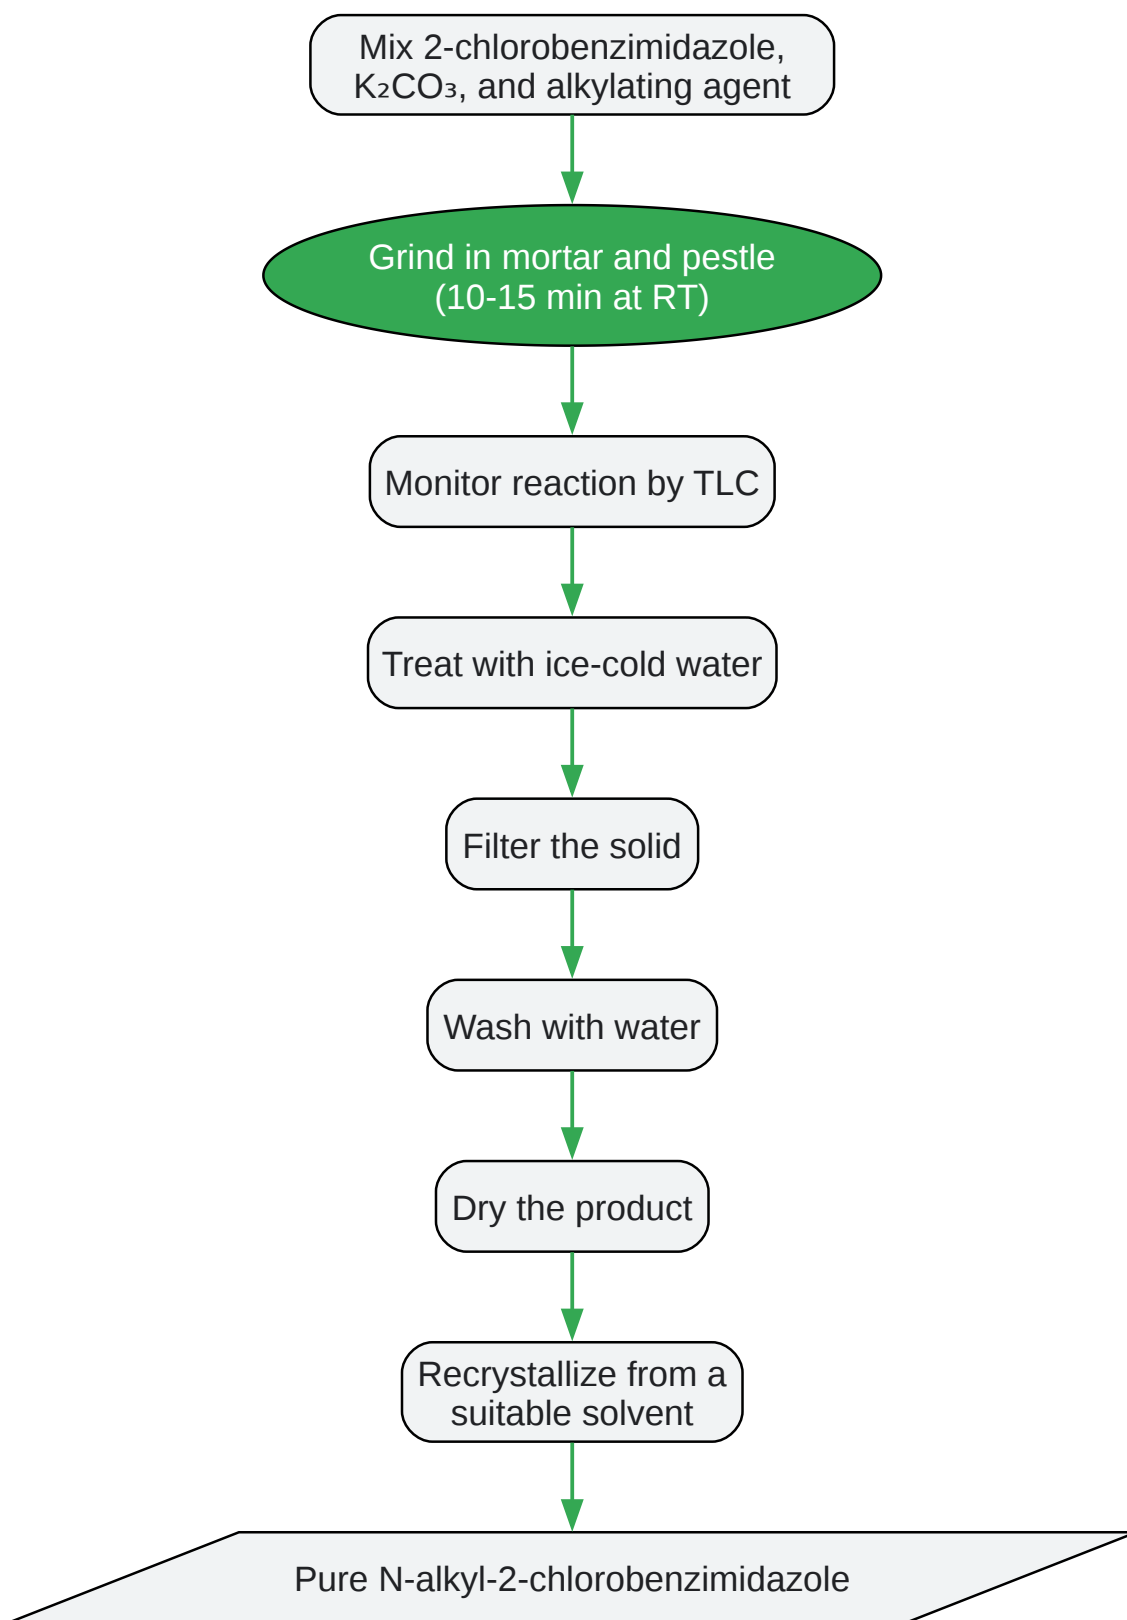 Mix 2-chlorobenzimidazole,
K₂CO₃, and alkylating agent
Grind in mortar and pestle
(10-15 min at RT)
Monitor reaction by TLC
Treat with ice-cold water
Filter the solid
Wash with water
Dry the product
Recrystallize from a
suitable solvent
Pure N-alkyl-2-chlorobenzimidazole